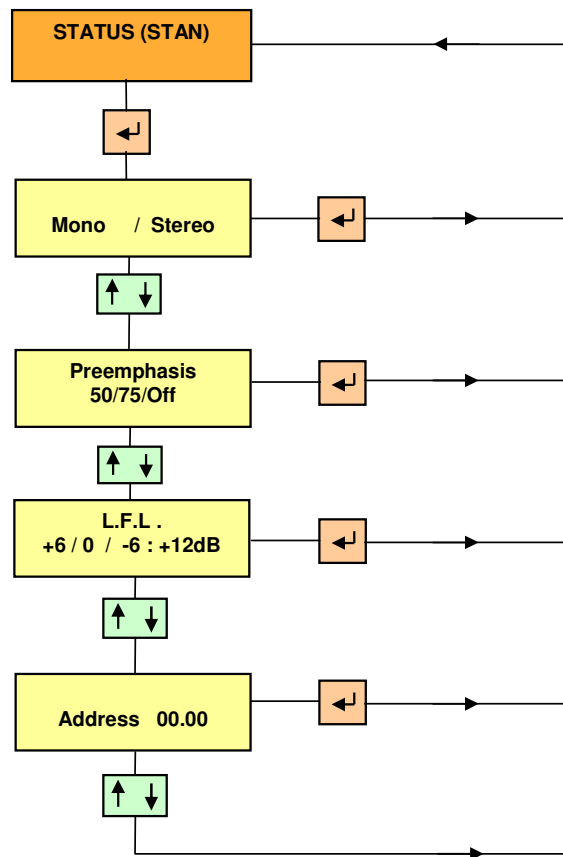 STATUS (STAN)
Mono / Stereo
Preemphasis
50/75/Off
L.F.L .
+6 / 0 / -6 : +12dB
Address 00.00